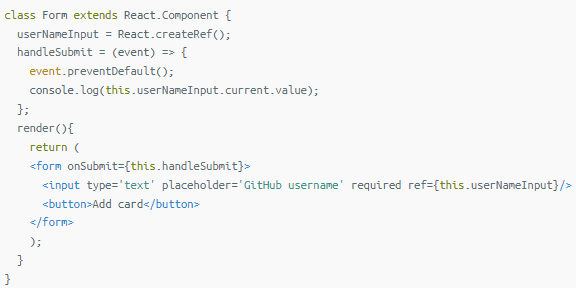 class Form extends React.Component {
  userNameInput = React.createRef();
  handleSubmit = (event) => {
    event.preventDefault();
    console.log(this.userNameInput.current.value);
  };
  render(){
    return (
    <form onSubmit={this.handleSubmit}>
      <input type='text' placeholder='GitHub username' required ref={this.userNameInput}/>
      <button>Add card</button>
    </form>
    );
  }
}